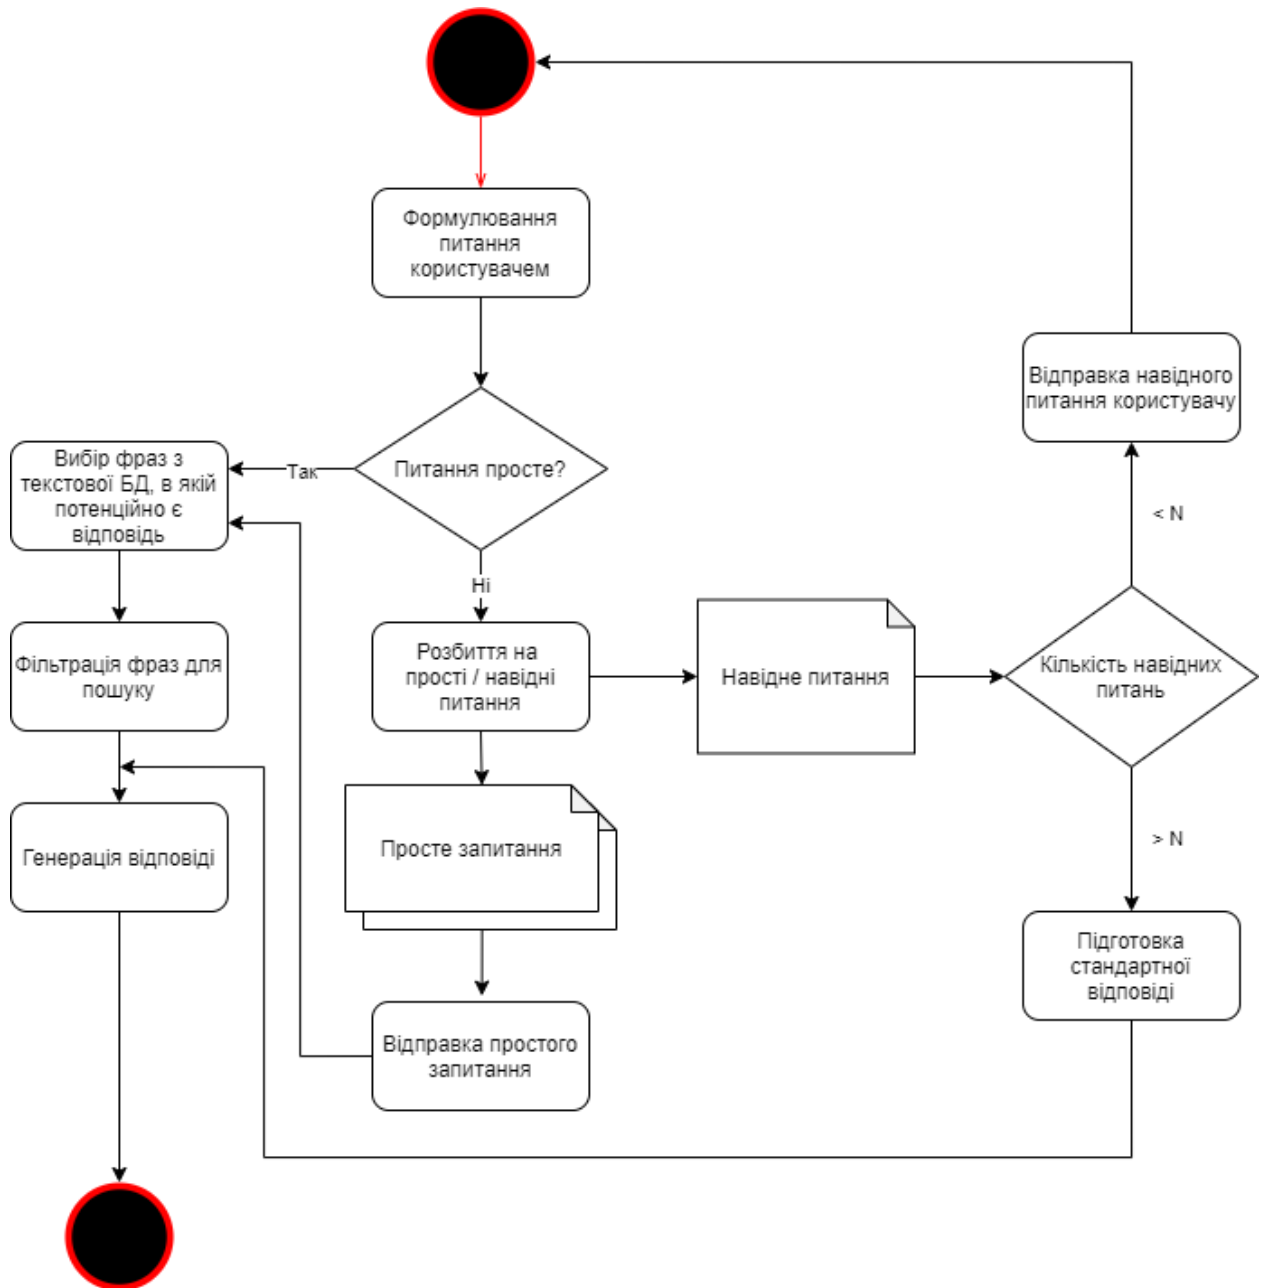 Формулювання
питання
користувачем
Відправка навідного
питання користувачу
Вибір фраз з
текстової БД, в якій
потенційно є
відповідь
Так
Питання просте?
< N
Ні
Фільтрація фраз для
пошуку
Розбиття на
прості / навідні
питання
Навідне питання
Кількість навідних
питань
Генерація відповіді
Просте запитання
> N
Підготовка
стандартної
відповіді
Відправка простого
запитання